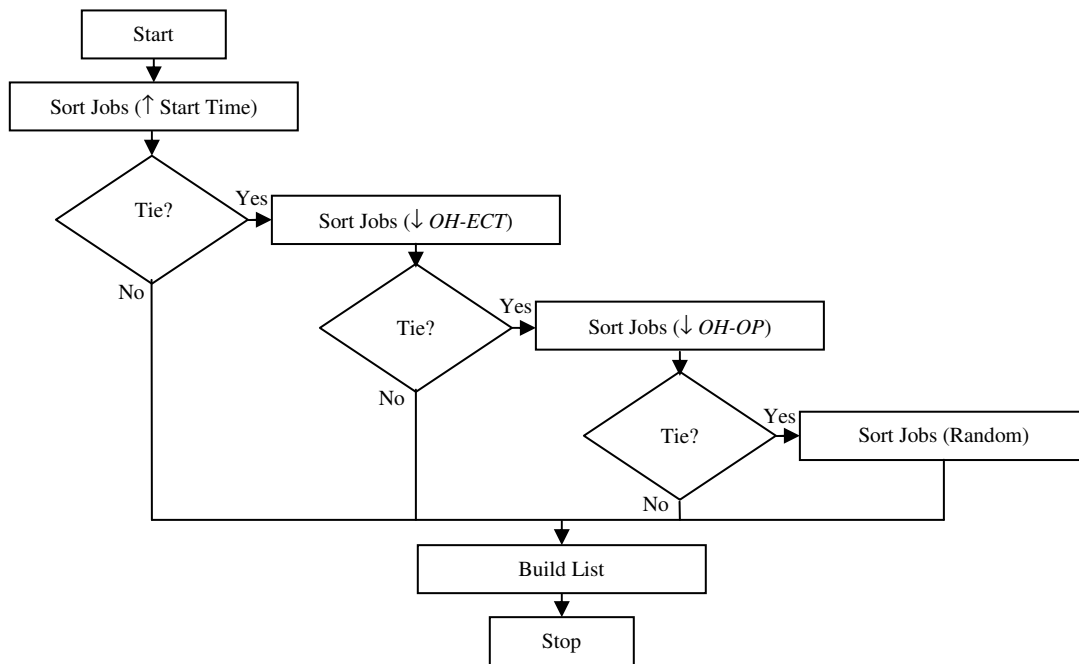 Start
Sort Jobs (↑ Start Time)
Tie?
Yes
No
Sort Jobs (↓ OH-ECT)
Tie?
Yes
No
Sort Jobs (↓ OH-OP)
Tie?
Yes
No
Sort Jobs (Random)
Build List
Stop